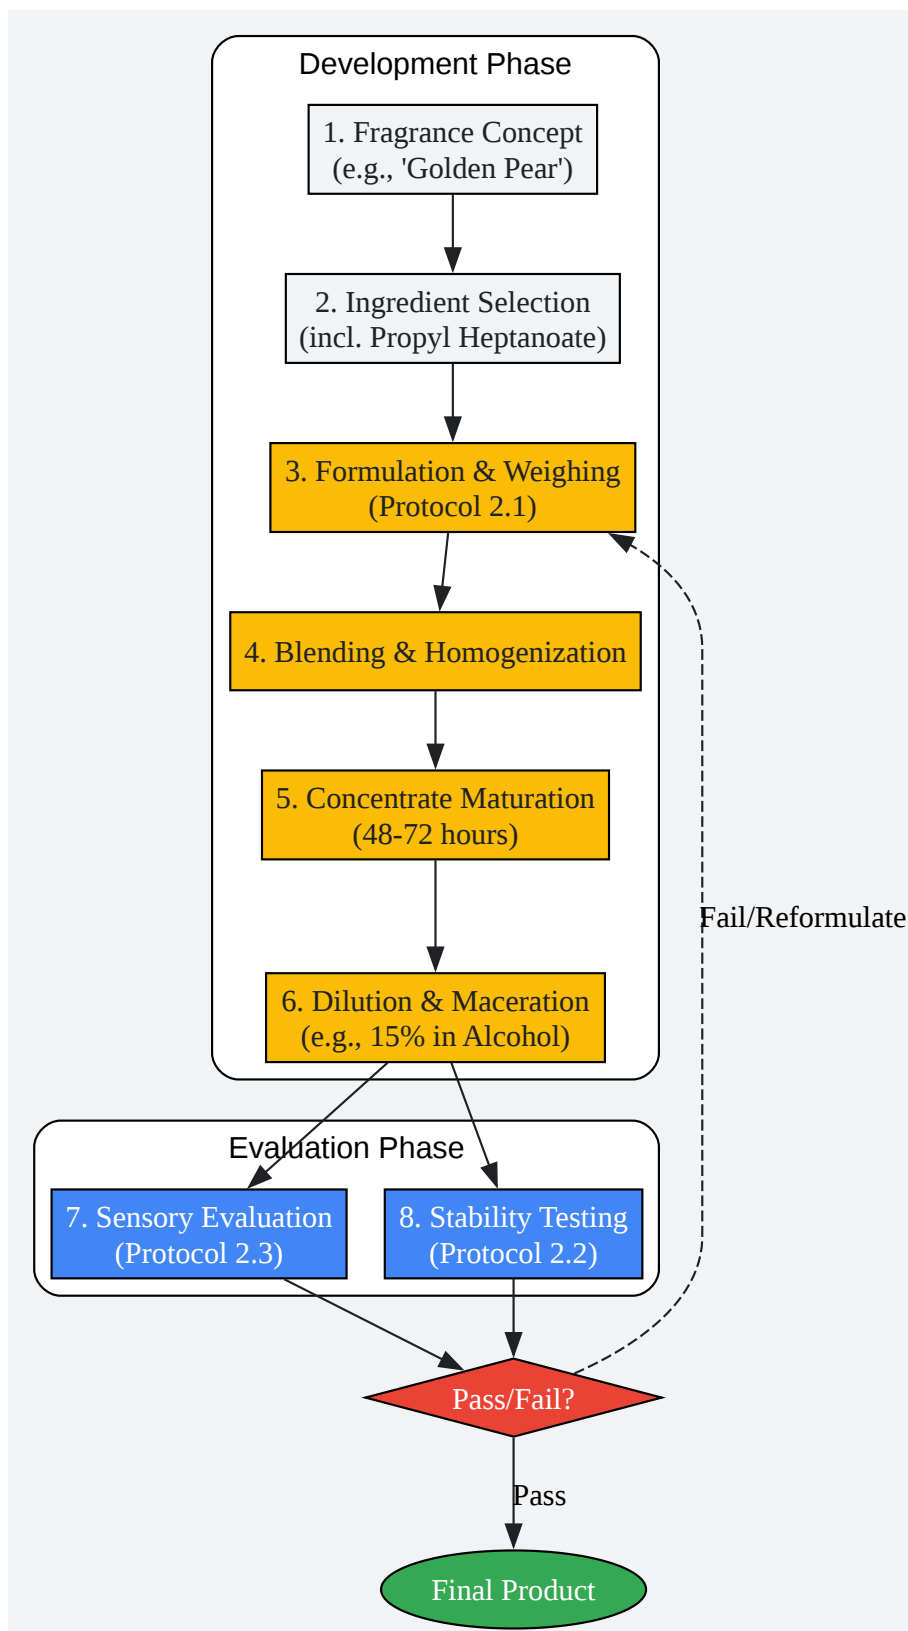 Development Phase
1. Fragrance Concept
(e.g., 'Golden Pear')
2. Ingredient Selection
(incl. Propyl Heptanoate)
3. Formulation & Weighing
(Protocol 2.1)
4. Blending & Homogenization
5. Concentrate Maturation
(48-72 hours)
Fail/Reformulate
6. Dilution & Maceration
(e.g., 15% in Alcohol)
Evaluation Phase
7. Sensory Evaluation
(Protocol 2.3)
8. Stability Testing
(Protocol 2.2)
Pass/Fail?
Pass
Final Product